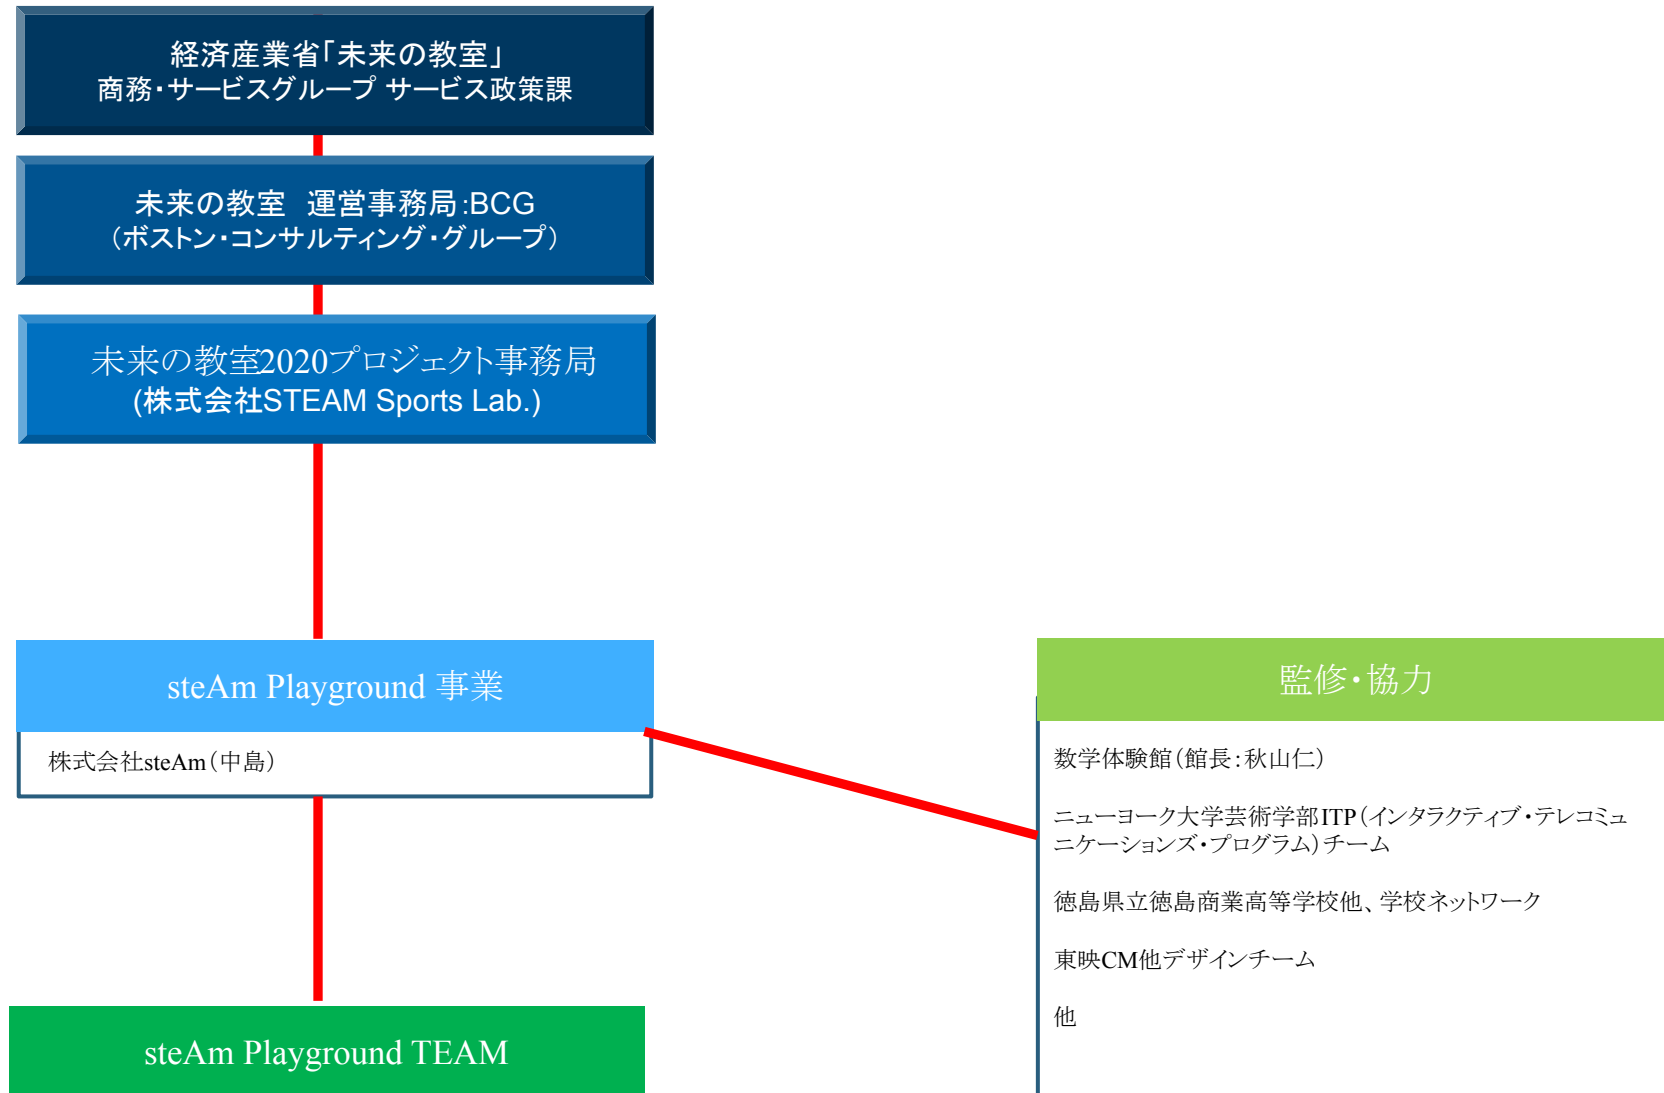 経済産業省「未来の教室」
商務・サービスグループ サービス政策課
未来の教室　運営事務局:BCG
（ボストン・コンサルティング・グループ）
未来の教室2020プロジェクト事務局
(株式会社STEAM Sports Lab.)
steAm Playground 事業
株式会社steAm（中島）
監修・協力
数学体験館（館長：秋山仁）
ニューヨーク大学芸術学部ITP（インタラクティブ・テレコミュ
ニケーションズ・プログラム）チーム
徳島県立徳島商業高等学校他、学校ネットワーク
東映CM他デザインチーム
他
steAm Playground TEAM